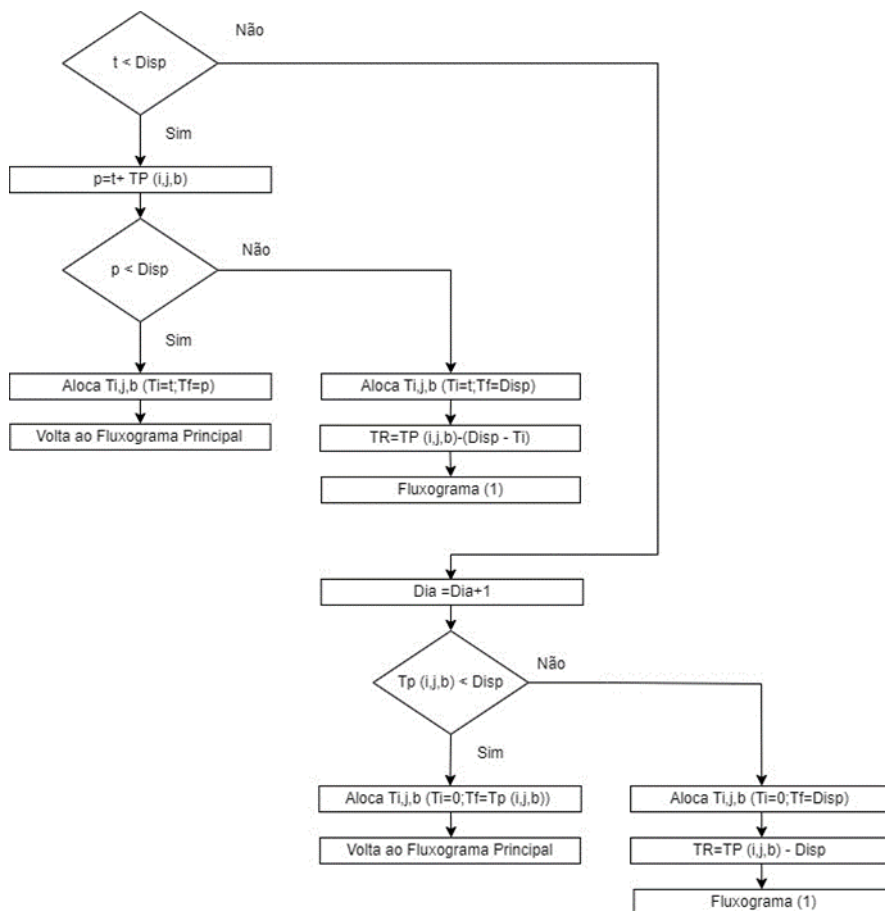 Não
t < Disp
Sim
p=t+ TP (i,j,b)
Não
p < Disp
Sim
Aloca Ti,j,b (Ti=t;Tf=p)
Aloca Ti,j,b (Ti=t;Tf=Disp)
Volta ao Fluxograma Principal
TR=TP (i,j,b)-(Disp - Ti)
Fluxograma (1)
Dia =Dia+1
Não
Tp (i,j,b) < Disp
Sim
Aloca Ti,j,b (Ti=0;Tf=Tp (i,j,b))
Aloca Ti,j,b (Ti=0;Tf=Disp)
Volta ao Fluxograma Principal
TR=TP (i,j,b) - Disp
Fluxograma (1)